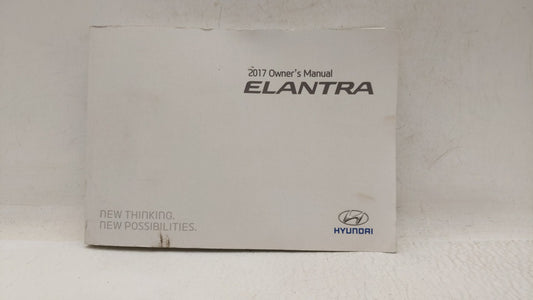 2017 Owner's Manual
ELANTRA
NEW THINKING.
NEW POSSIBILITIES.
HYUNDAI